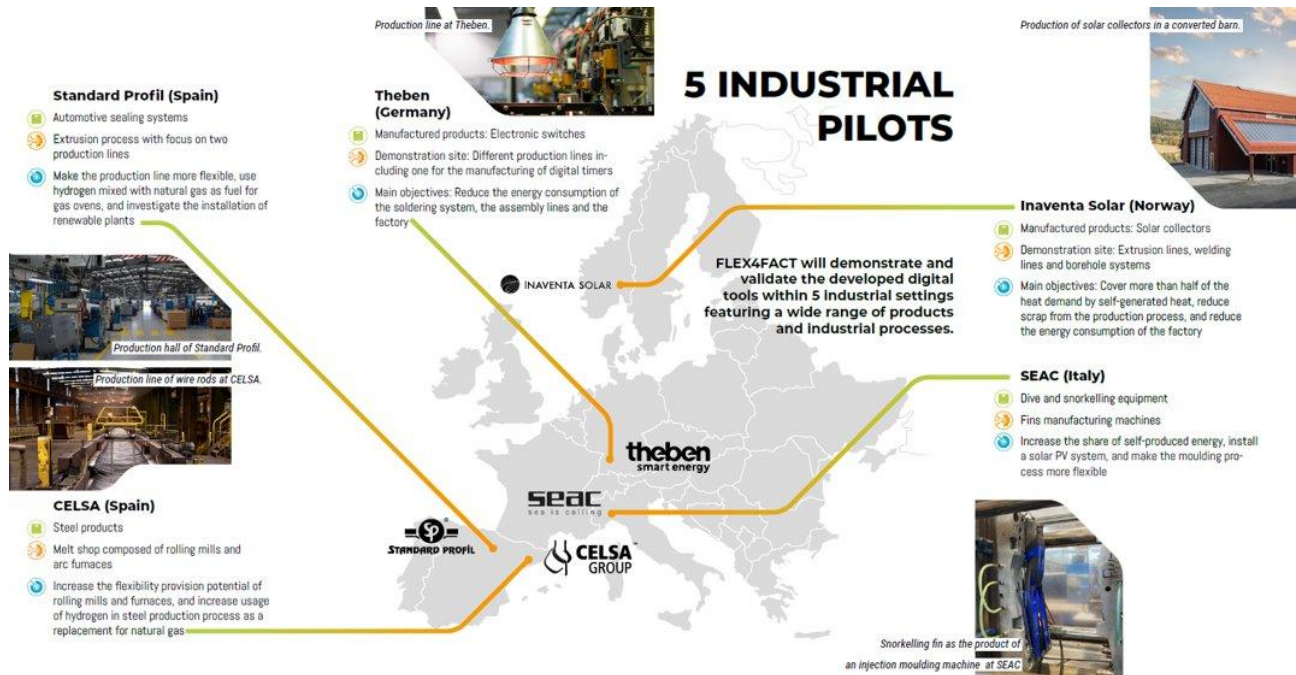 Production line at Theben.
Production of solar collectors in a converted barn.
5 INDUSTRIAL
PILOTS
Standard Profil (Spain)
Automotive sealing systems
Extrusion process with focus on two
production lines
Make the production line more flexible, use
hydrogen mixed with natural gas as fuel for
gas ovens, and investigate the installation of
renewable plants
Theben
(Germany)
Manufactured products: Electronic switches
Demonstration site: Different production lines in-
cluding one for the manufacturing of digital timers
Main objectives: Reduce the energy consumption of
the soldering system, the assembly lines and the
factory
Inaventa Solar (Norway)
Manufactured products: Solar collectors
Demonstration site: Extrusion lines, welding
lines and borehole systems
Main objectives: Cover more than half of the
heat demand by self-generated heat, reduce
scrap from the production process, and reduce
the energy consumption of the factory
FLEX4FACT will demonstrate and
validate the developed digital
tools within 5 industrial settings
featuring a wide range of products
and industrial processes.
INAVENTA SOLAR
Production hall of Standard Profil.
Production line of wire rods at CELSA.
SEAC (Italy)
Dive and snorkelling equipment
Fins manufacturing machines
Increase the share of self-produced energy, install
a solar PV system, and make the moulding pro-
cess more flexible
theben
smart energy
seac
sea is calling
SP
STANDARD PROFIL
CELSA™
GROUP
CELSA (Spain)
Steel products
Melt shop composed of rolling mills and
arc furnaces
Increase the flexibility provision potential of
rolling mills and furnaces, and increase usage
of hydrogen in steel production process as a
replacement for natural gas
Snorkelling fin as the product of
an injection moulding machine at SEAC